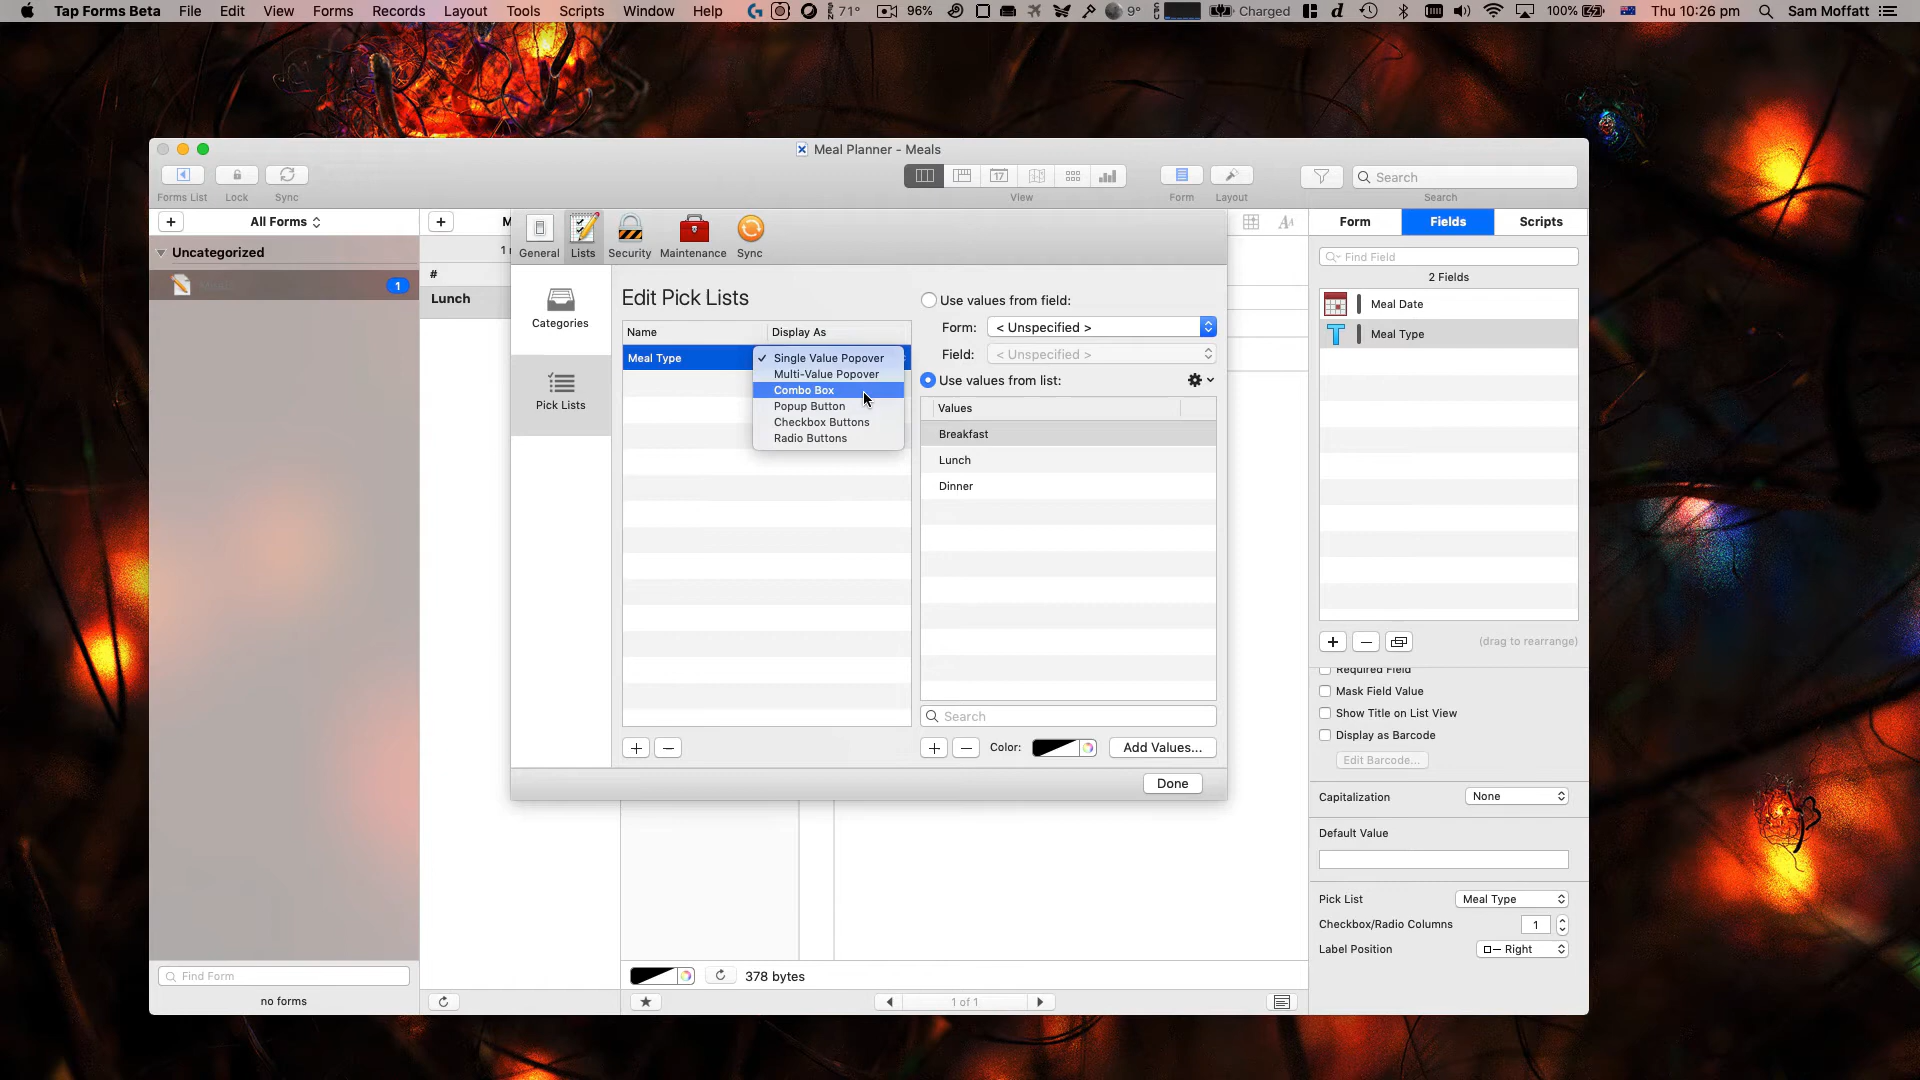 Tap Forms Beta File Edit View Forms Records Layout Tools Scripts Window Help 71° 96% 9° Charged 100% Thu 10:26 pm Sam Moffatt
Meal Planner - Meals
Search
Forms List Lock Sync View Form Layout Search
All Forms
Form Fields Scripts
General Lists Security Maintenance Sync
Uncategorized
Find Field
2 Fields
#
Meals 1
Lunch
Meal Date
Meal Type
Categories
Pick Lists
Edit Pick Lists
Name Display As
Meal Type
Single Value Popover
Multi-Value Popover
Combo Box
Popup Button
Checkbox Buttons
Radio Buttons
Use values from field:
Form: < Unspecified >
Field: < Unspecified >
Use values from list:
Values
Breakfast
Lunch
Dinner
Search
Color: Add Values...
Done
(drag to rearrange)
Required Field
Mask Field Value
Show Title on List View
Display as Barcode
Edit Barcode...
Capitalization None
Default Value
Pick List Meal Type
Checkbox/Radio Columns 1
Label Position Right
Find Form
no forms
378 bytes
1 of 1